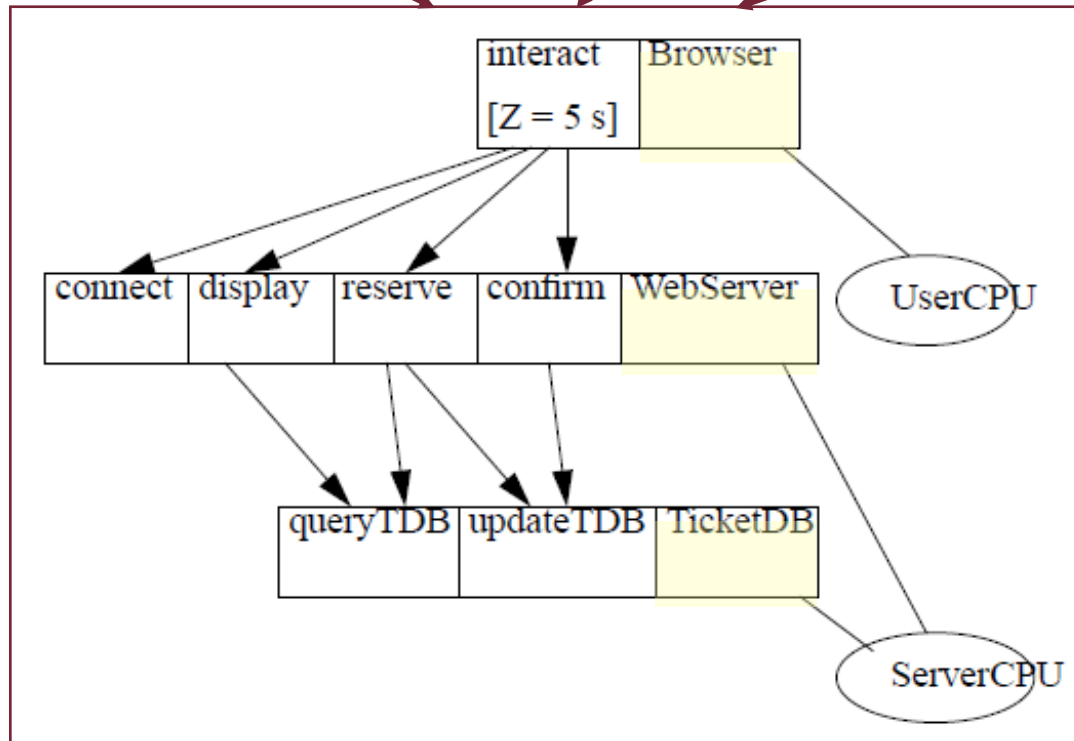 interact Browser
[Z = 5 s]
connect display reserve confirm WebServer
UserCPU
queryTDB updateTDB TicketDB
ServerCPU